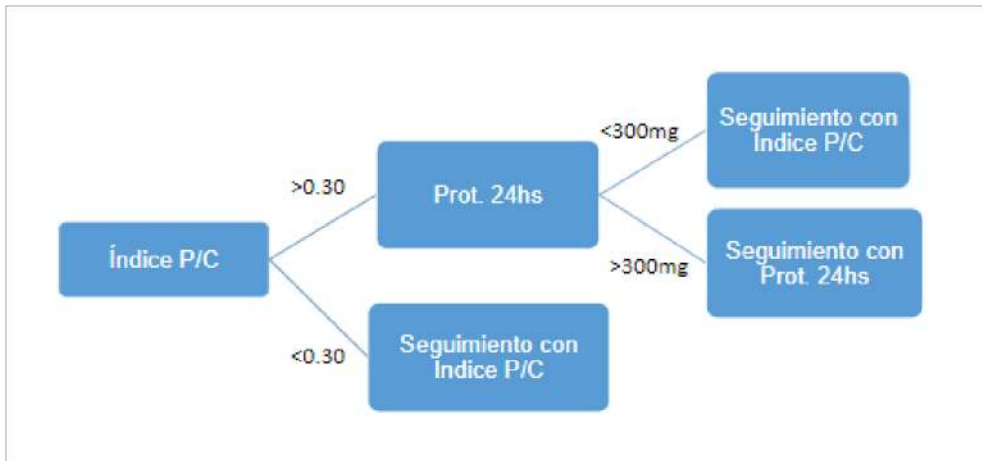 Índice P/C
>0.30
<0.30
Prot. 24hs
Seguimiento con
Indice P/C
<300mg
>300mg
Seguimiento con
Índice P/C
Seguimiento con
Prot. 24hs